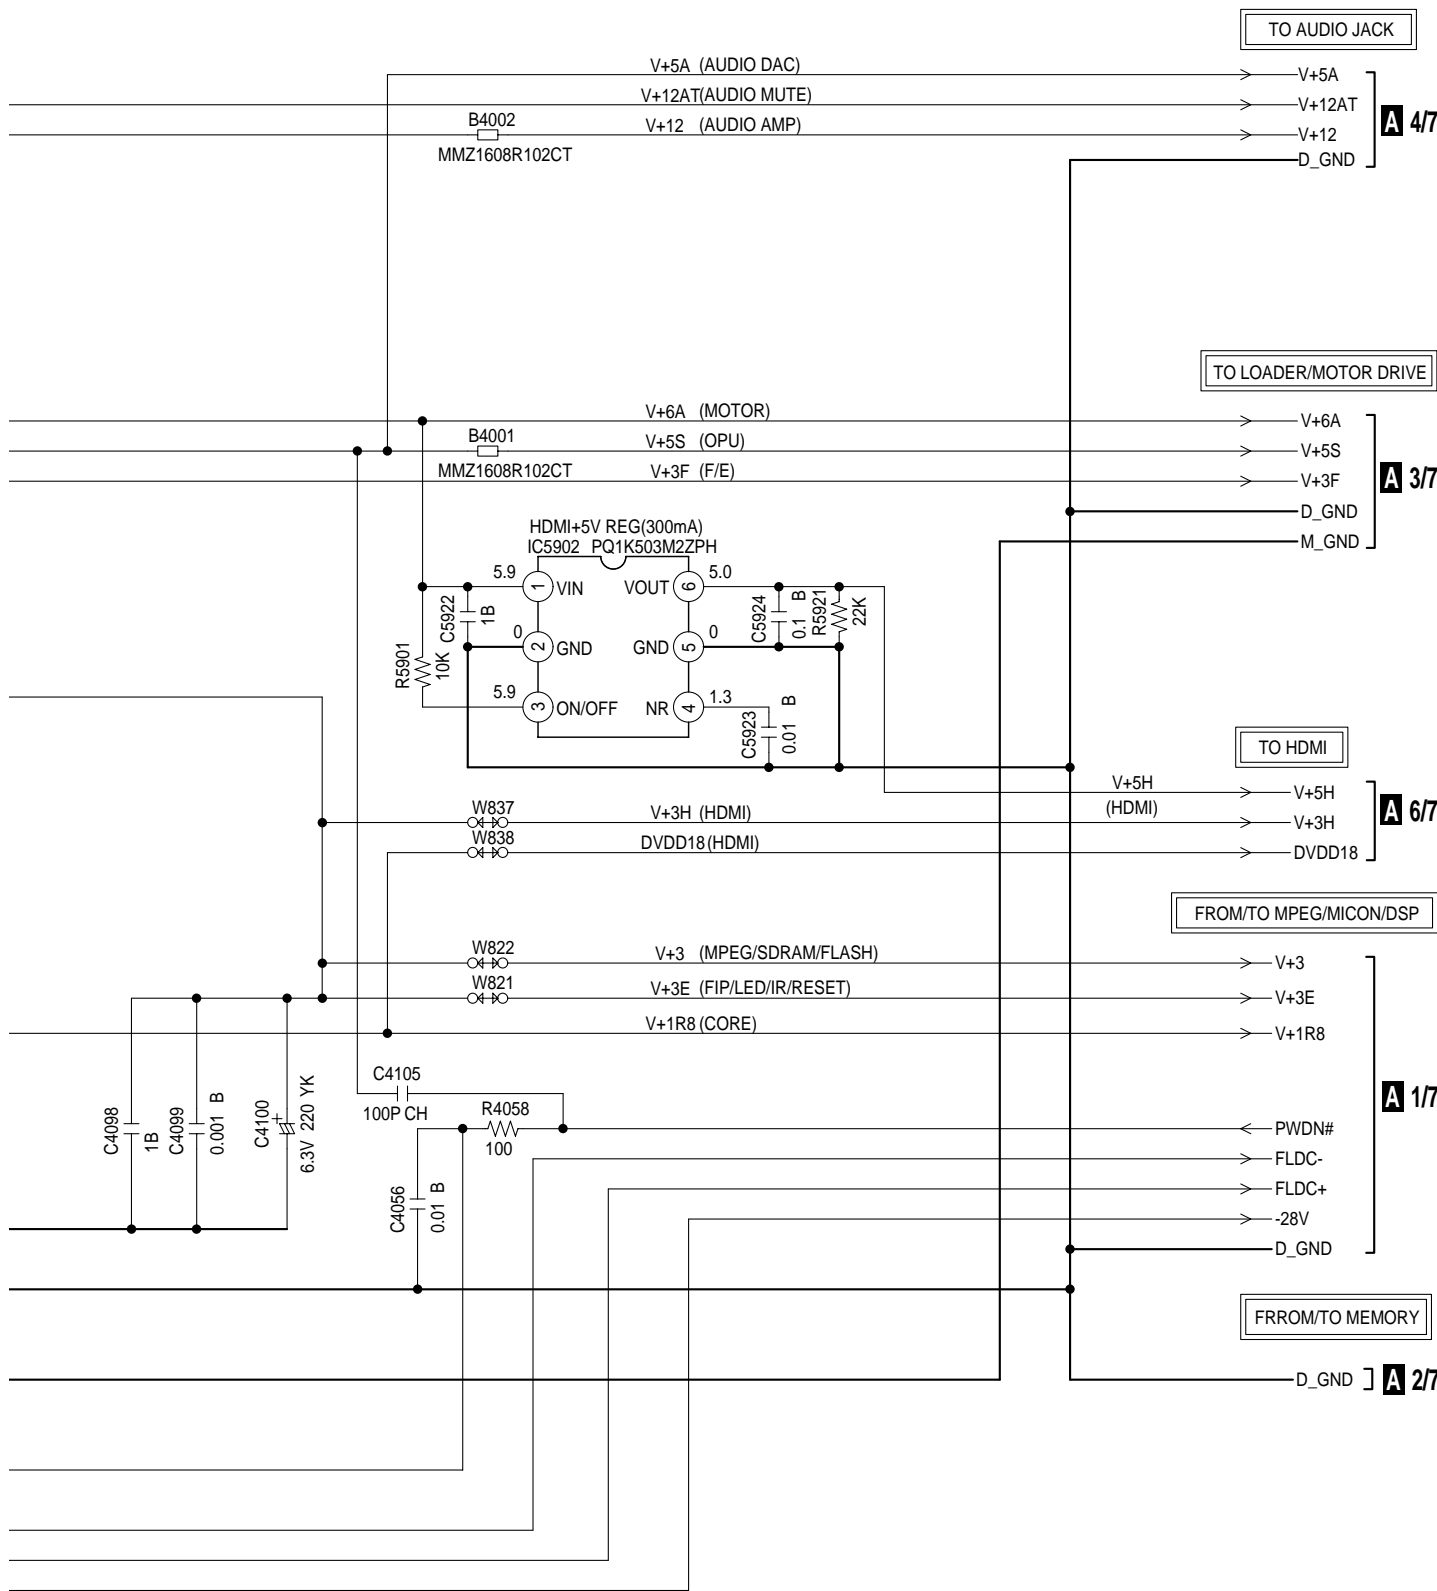 TO AUDIO JACK
V+5A (AUDIO DAC)
V+5A
V+12AT(AUDIO MUTE)
V+12AT
A 4/7
B4002
V+12 (AUDIO AMP)
V+12
MMZ1608R102CT
D_GND
TO LOADER/MOTOR DRIVE
V+6A (MOTOR)
V+6A
B4001
V+5S (OPU)
V+5S
MMZ1608R102CT
V+3F (F/E)
V+3F
A 3/7
D_GND
M_GND
HDMI+5V REG(300mA)
IC5902 PQ1K503M2ZPH
5.9
1
VIN
VOUT
6
5.0
C5922
1B
C5924
0.1 B
R5921
22K
0
2
GND
GND
5
0
R5901
10K
5.9
3
ON/OFF
NR
4
1.3
C5923
0.01 B
TO HDMI
V+5H
(HDMI)
V+5H
W837
V+3H (HDMI)
V+3H
A 6/7
W838
DVDD18(HDMI)
DVDD18
FROM/TO MPEG/MICON/DSP
W822
V+3 (MPEG/SDRAM/FLASH)
V+3
W821
V+3E (FIP/LED/IR/RESET)
V+3E
V+1R8(CORE)
V+1R8
C4105
100P CH
R4058
100
A 1/7
C4098
1B
C4099
0.001 B
C4100
+
6.3V 220 YK
C4056
0.01 B
PWDN#
FLDC-
FLDC+
-28V
D_GND
FRROM/TO MEMORY
D_GND
A 2/7